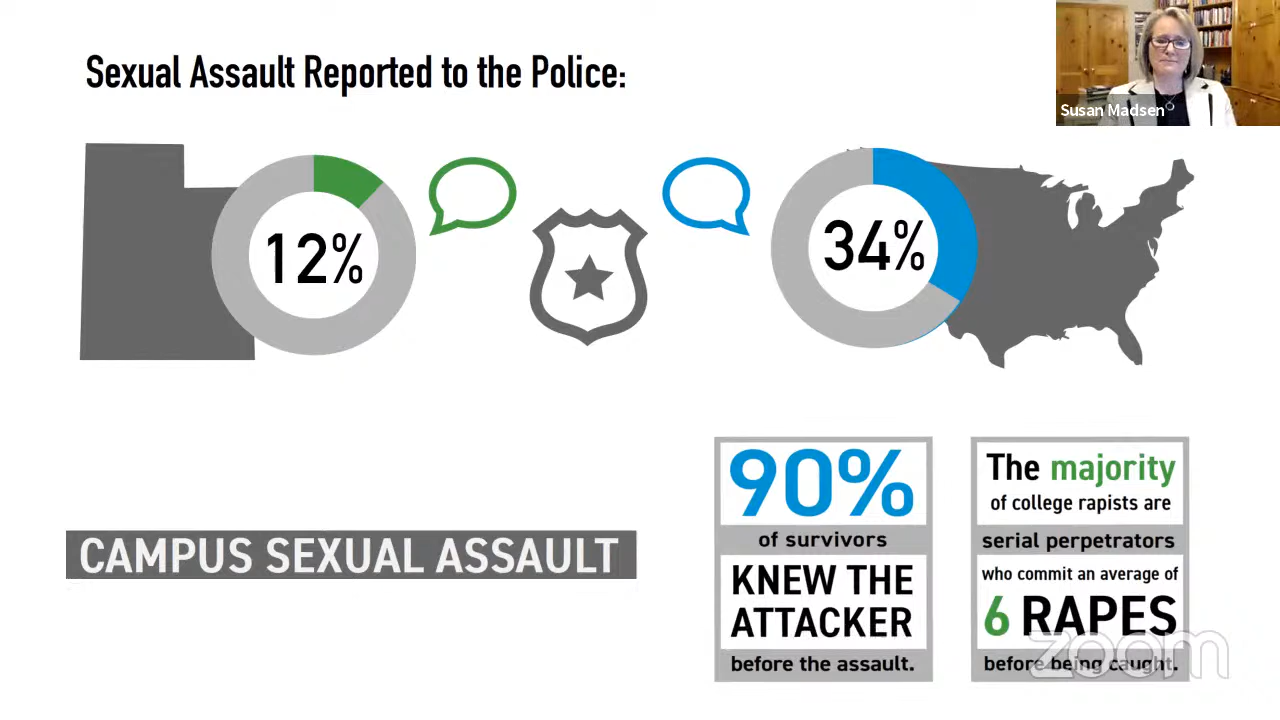 Sexual Assault Reported to the Police:
Susan Madsen
12%
34%
CAMPUS SEXUAL ASSAULT
90%
of survivors
KNEW THE
ATTACKER
before the assault.
The majority
of college rapists are
serial perpetrators
who commit an average of
6 RAPES
before being caught.
zoom